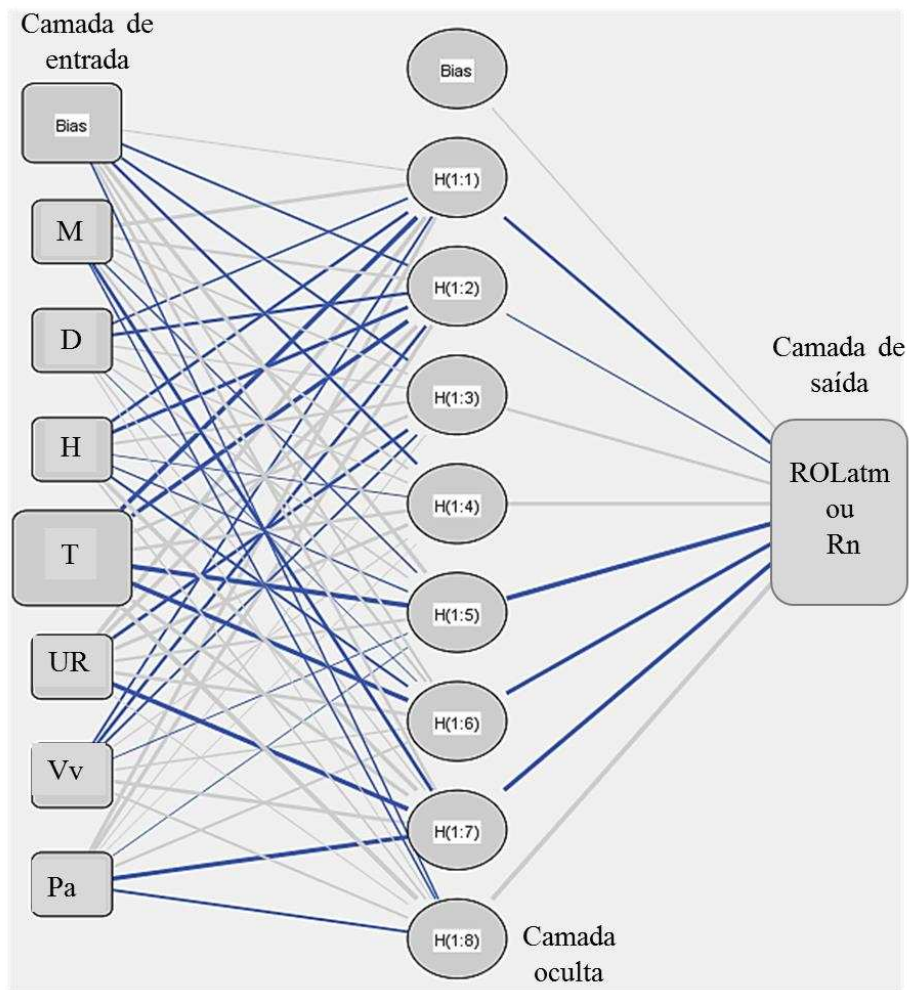 Camada de
entrada
Bias
M
D
H
T
UR
Vv
Pa
Bias
H(1:1)
H(1:2)
H(1:3)
H(1:4)
H(1:5)
H(1:6)
H(1:7)
H(1:8)
Camada
oculta
Camada de
saída
ROLatm
ou
Rn